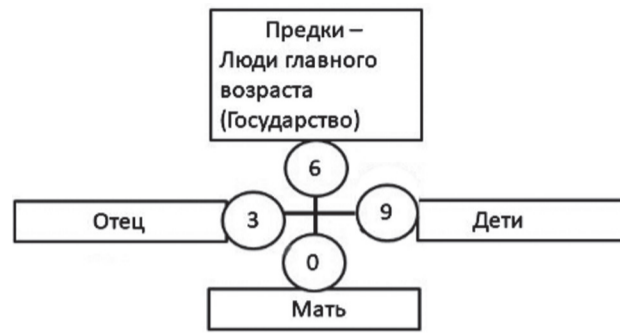 Предки –
Люди главного
возраста
(Государство)
6
Отец
3
9
Дети
0
Мать